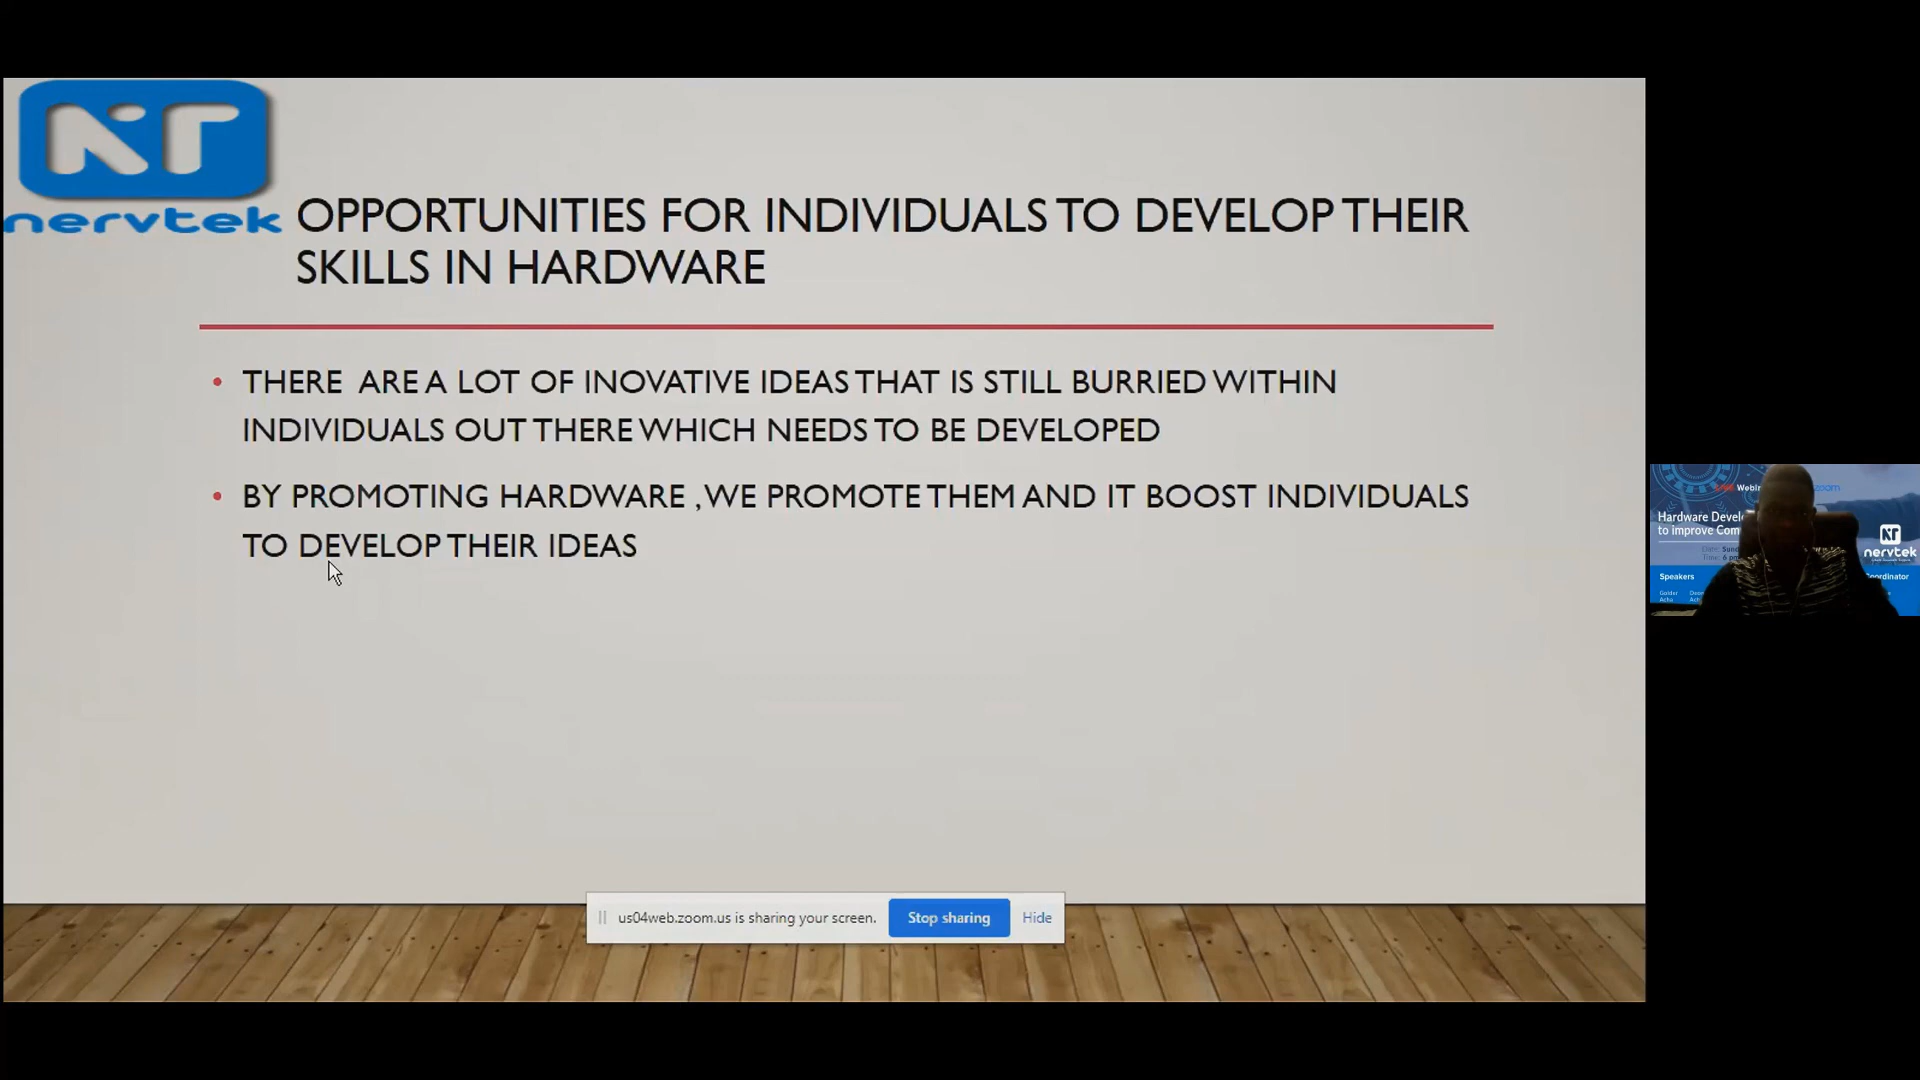 NT
nervtek
OPPORTUNITIES FOR INDIVIDUALS TO DEVELOP THEIR
SKILLS IN HARDWARE
• THERE ARE A LOT OF INOVATIVE IDEAS THAT IS STILL BURRIED WITHIN
INDIVIDUALS OUT THERE WHICH NEEDS TO BE DEVELOPED
• BY PROMOTING HARDWARE ,WE PROMOTE THEM AND IT BOOST INDIVIDUALS
TO DEVELOP THEIR IDEAS
us04web.zoom.us is sharing your screen. Stop sharing Hide
zoom
Hardware
to improve
NT
nervtek
Speakers